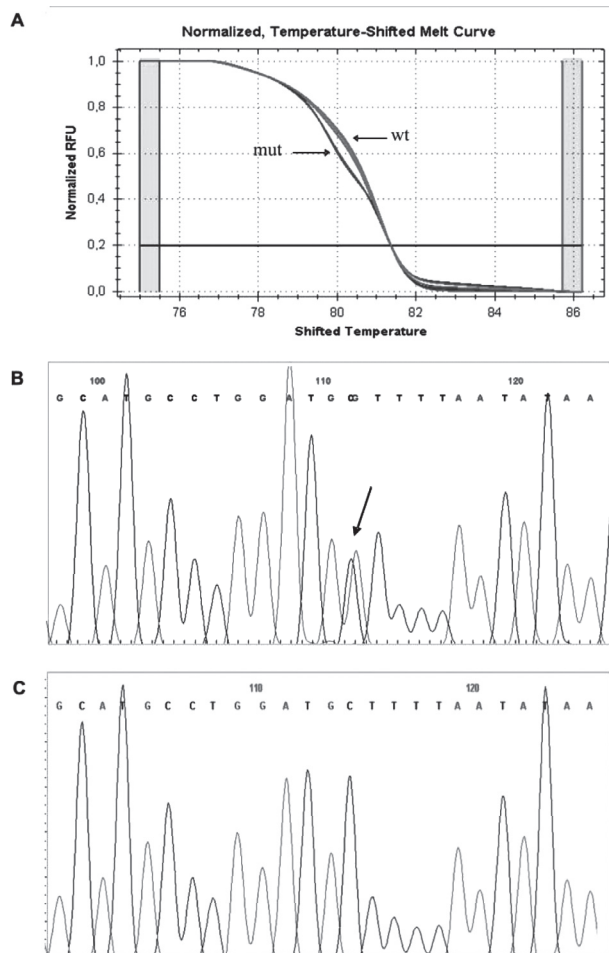 A
Normalized, Temperature-Shifted Melt Curve
Normalized RFU
1,0
0,8
0,6
0,4
0,2
0,0
wt
mut
76 78 80 82 84 86
Shifted Temperature
B
100 110 120
G C A T G C C T G G A T G CG T T T T A A T A T A A
C
110 120
G C A T G C C T G G A T G C T T T T A A T A T A A